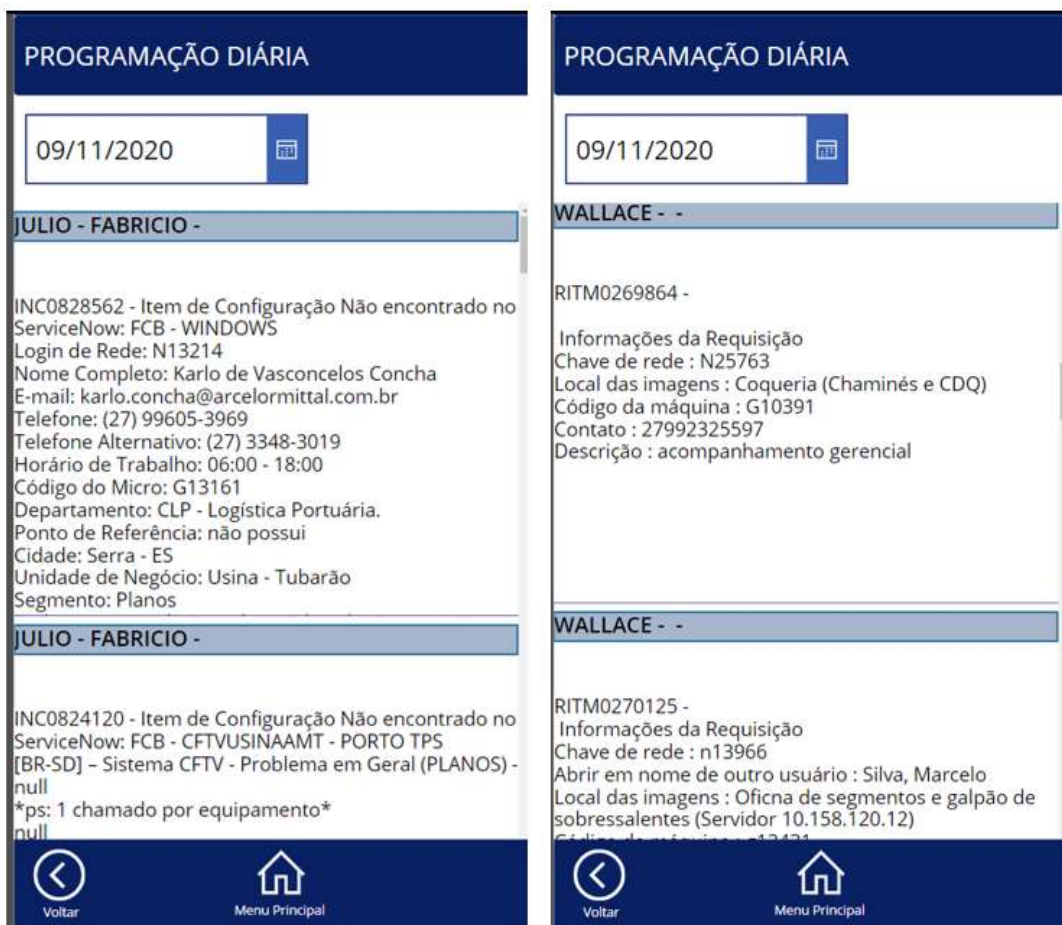 PROGRAMAÇÃO DIÁRIA
09/11/2020
JULIO - FABRICIO -
INC0828562 - Item de Configuração Não encontrado no
ServiceNow: FCB - WINDOWS
Login de Rede: N13214
Nome Completo: Karlo de Vasconcelos Concha
E-mail: karlo.concha@arcelormittal.com.br
Telefone: (27) 99605-3969
Telefone Alternativo: (27) 3348-3019
Horário de Trabalho: 06:00 - 18:00
Código do Micro: G13161
Departamento: CLP - Logística Portuária.
Ponto de Referência: não possui
Cidade: Serra - ES
Unidade de Negócio: Usina - Tubarão
Segmento: Planos
JULIO - FABRICIO -
INC0824120 - Item de Configuração Não encontrado no
ServiceNow: FCB - CFTVUSINAAMT - PORTO TPS
[BR-SD] – Sistema CFTV - Problema em Geral (PLANOS) -
null
*ps: 1 chamado por equipamento*
null
Voltar
Menu Principal
PROGRAMAÇÃO DIÁRIA
09/11/2020
WALLACE - -
RITM0269864 -
Informações da Requisição
Chave de rede : N25763
Local das imagens : Coqueria (Chaminés e CDQ)
Código da máquina : G10391
Contato : 27992325597
Descrição : acompanhamento gerencial
WALLACE - -
RITM0270125 -
Informações da Requisição
Chave de rede : n13966
Abrir em nome de outro usuário : Silva, Marcelo
Local das imagens : Oficna de segmentos e galpão de
sobressalentes (Servidor 10.158.120.12)
Voltar
Menu Principal